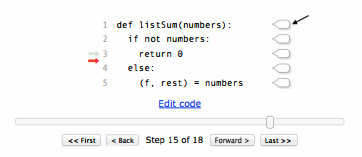 1 def listSum(numbers):
2 if not numbers:
3 return 0
4 else:
5 (f, rest) = numbers
Edit code
<< First < Back Step 15 of 18 Forward > Last >>